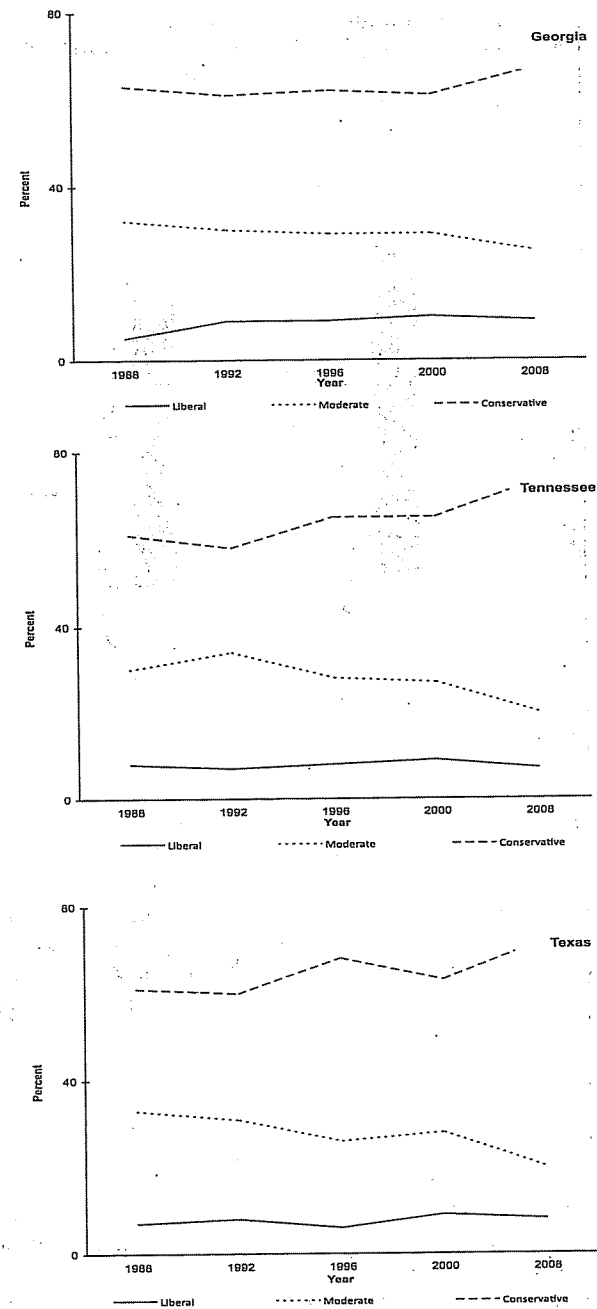 80
Georgia
40
Percent
0
1988 1992 1996 2000 2008
Year
Liberal Moderate Conservative
80
Tennessee
40
Percent
0
1988 1992 1996 2000 2008
Year
Liberal Moderate Conservative
80
Texas
40
Percent
0
1988 1992 1996 2000 2008
Year
Liberal Moderate Conservative